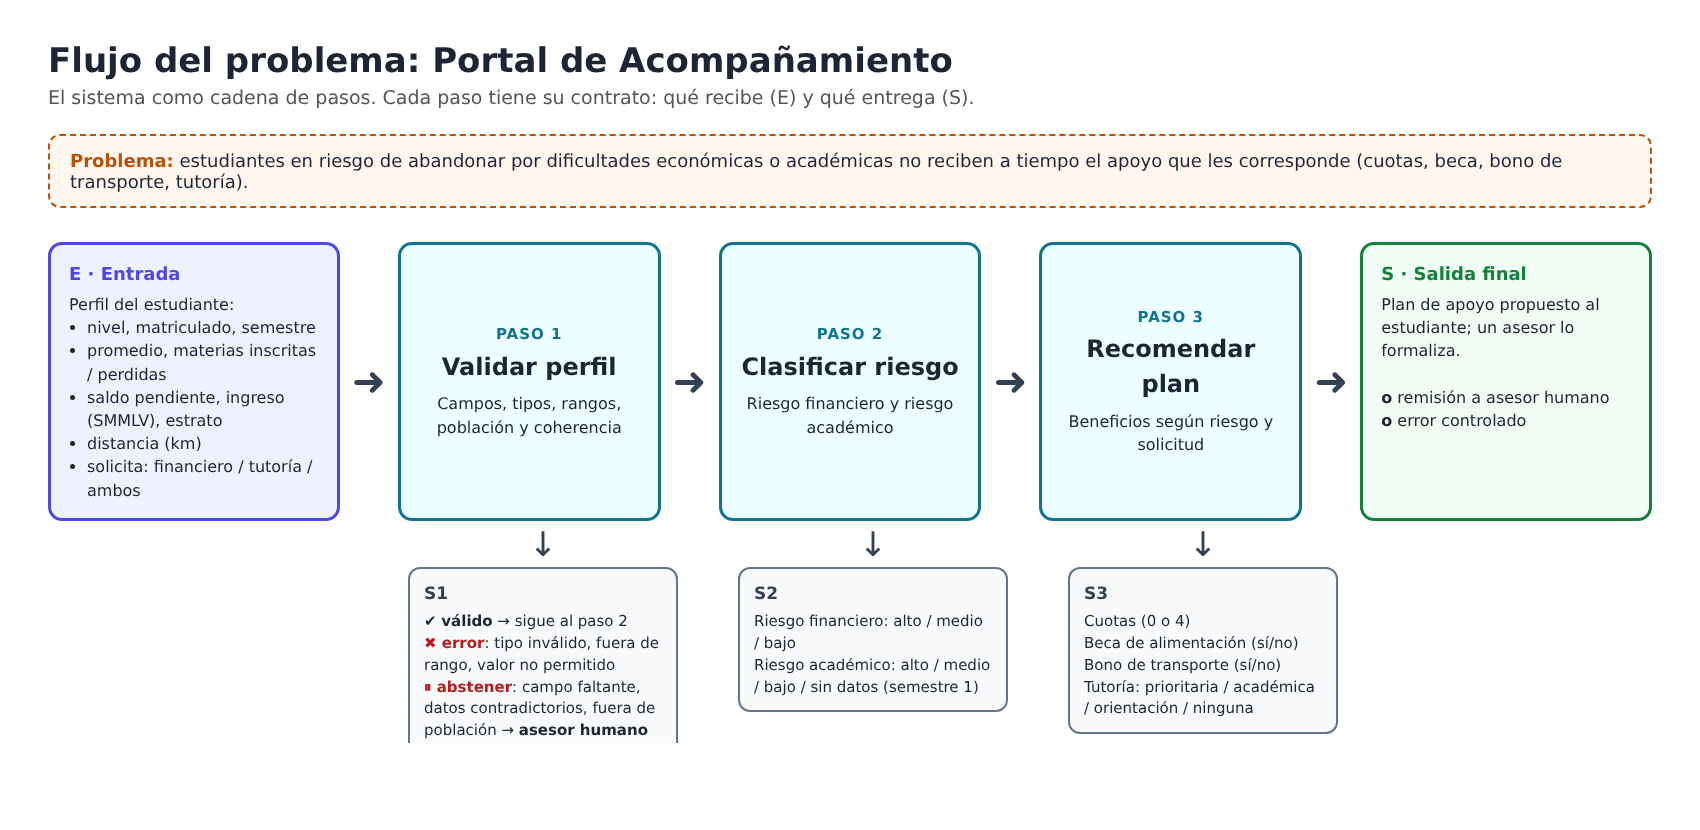 Flujo del problema: Portal de Acompañamiento
El sistema como cadena de pasos. Cada paso tiene su contrato: qué recibe (E) y qué entrega (S).
Problema: estudiantes en riesgo de abandonar por dificultades económicas o académicas no reciben a tiempo el apoyo que les corresponde (cuotas, beca, bono de
transporte, tutoría).
E · Entrada
Perfil del estudiante:
• nivel, matriculado, semestre
• promedio, materias inscritas
/ perdidas
• saldo pendiente, ingreso
(SMMLV), estrato
• distancia (km)
• solicita: financiero / tutoría /
ambos
➜
PASO 1
Validar perfil
Campos, tipos, rangos,
población y coherencia
➜
PASO 2
Clasificar riesgo
Riesgo financiero y riesgo
académico
➜
PASO 3
Recomendar
plan
Beneficios según riesgo y
solicitud
➜
S · Salida final
Plan de apoyo propuesto al
estudiante; un asesor lo
formaliza.
o remisión a asesor humano
o error controlado
↓
S1
✔ válido → sigue al paso 2
✖ error: tipo inválido, fuera de
rango, valor no permitido
⏸ abstener: campo faltante,
datos contradictorios, fuera de
población → asesor humano
↓
S2
Riesgo financiero: alto / medio
/ bajo
Riesgo académico: alto / medio
/ bajo / sin datos (semestre 1)
↓
S3
Cuotas (0 o 4)
Beca de alimentación (sí/no)
Bono de transporte (sí/no)
Tutoría: prioritaria / académica
/ orientación / ninguna